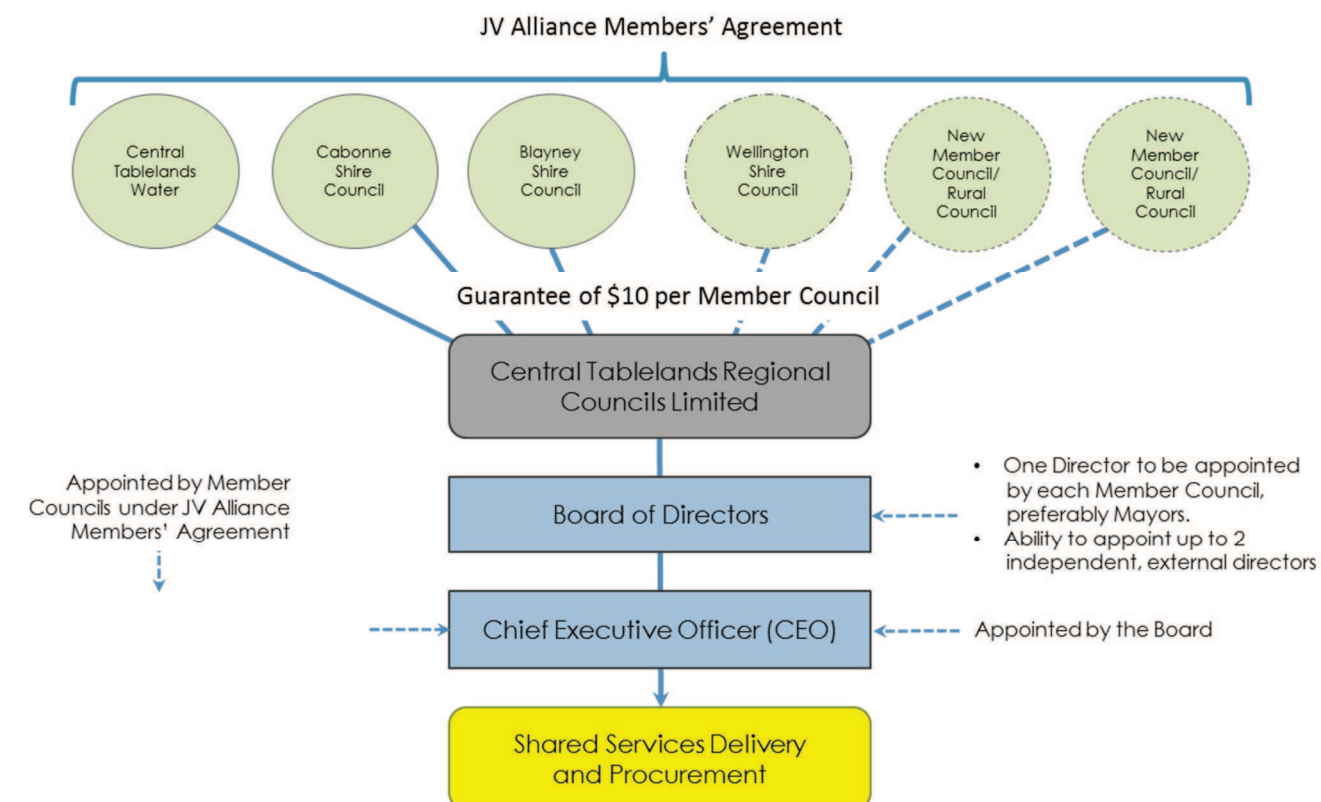 JV Alliance Members' Agreement
Central
Tablelands
Water
Cabonne
Shire
Council
Blayney
Shire
Council
Wellington
Shire
Council
New
Member
Council/
Rural
Council
New
Member
Council/
Rural
Council
Guarantee of $10 per Member Council
Central Tablelands Regional
Councils Limited
Appointed by Member
Councils under JV Alliance
Members' Agreement
Board of Directors
• One Director to be appointed
by each Member Council,
preferably Mayors.
• Ability to appoint up to 2
independent, external directors
Chief Executive Officer (CEO)
Appointed by the Board
Shared Services Delivery
and Procurement